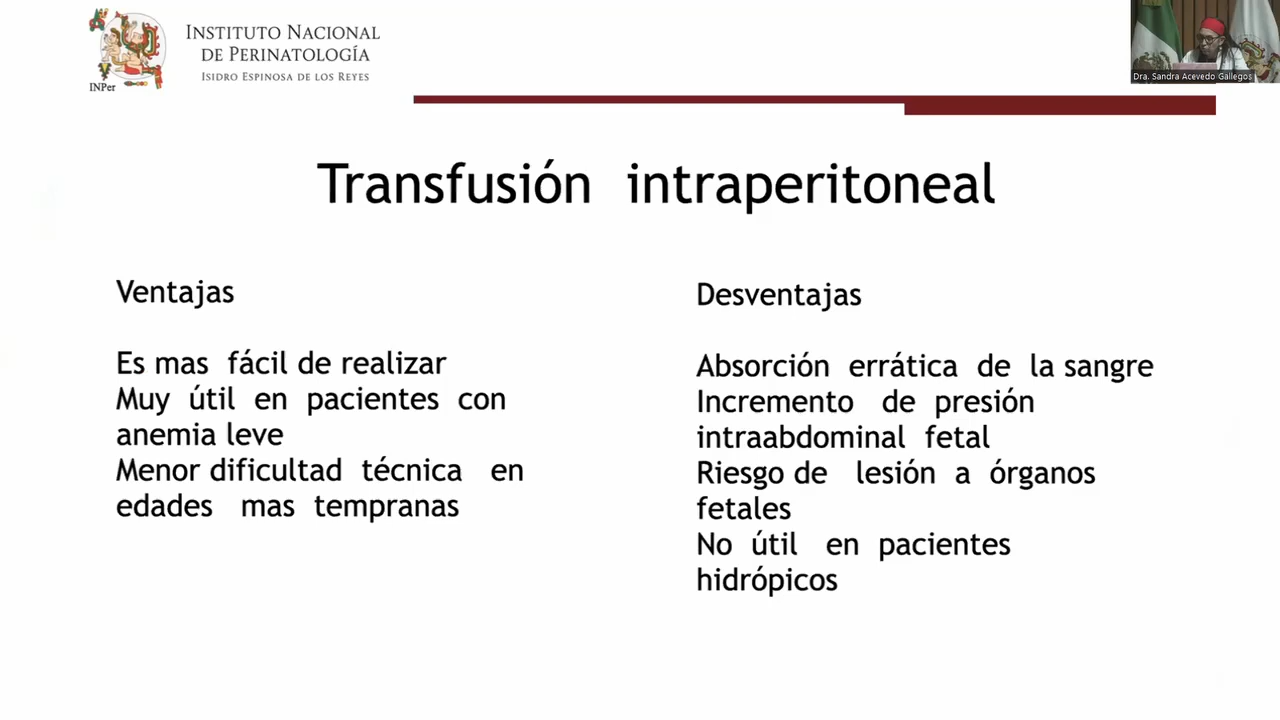 INSTITUTO NACIONAL
DE PERINATOLOGÍA
ISIDRO ESPINOSA DE LOS REYES
INPer
Dra. Sandra Acevedo Gallegos
Transfusión intraperitoneal
Ventajas
Es mas fácil de realizar
Muy útil en pacientes con
anemia leve
Menor dificultad técnica en
edades mas tempranas
Desventajas
Absorción errática de la sangre
Incremento de presión
intraabdominal fetal
Riesgo de lesión a órganos
fetales
No útil en pacientes
hidrópicos